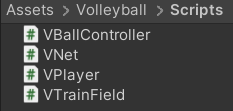 Assets > Volleyball > Scripts
# VBallController
# VNet
# VPlayer
# VTrainField